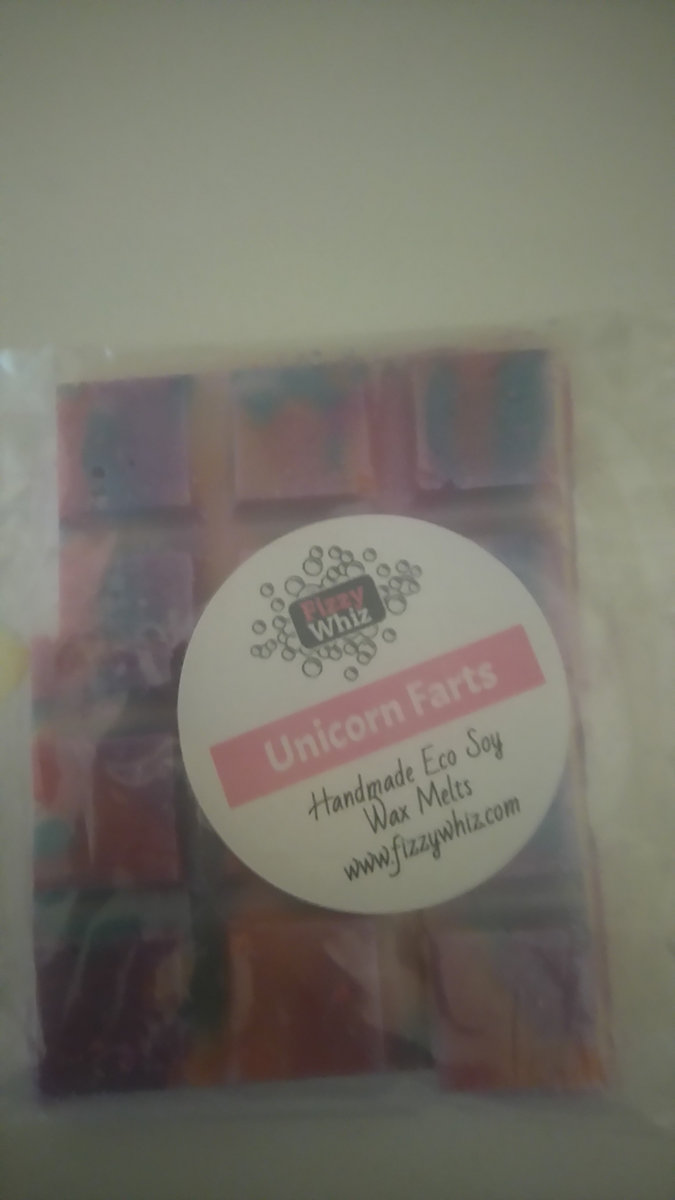 Fizzy
Whiz
Unicorn Farts
Handmade Eco Soy
Wax Melts
www.fizzywhiz.com